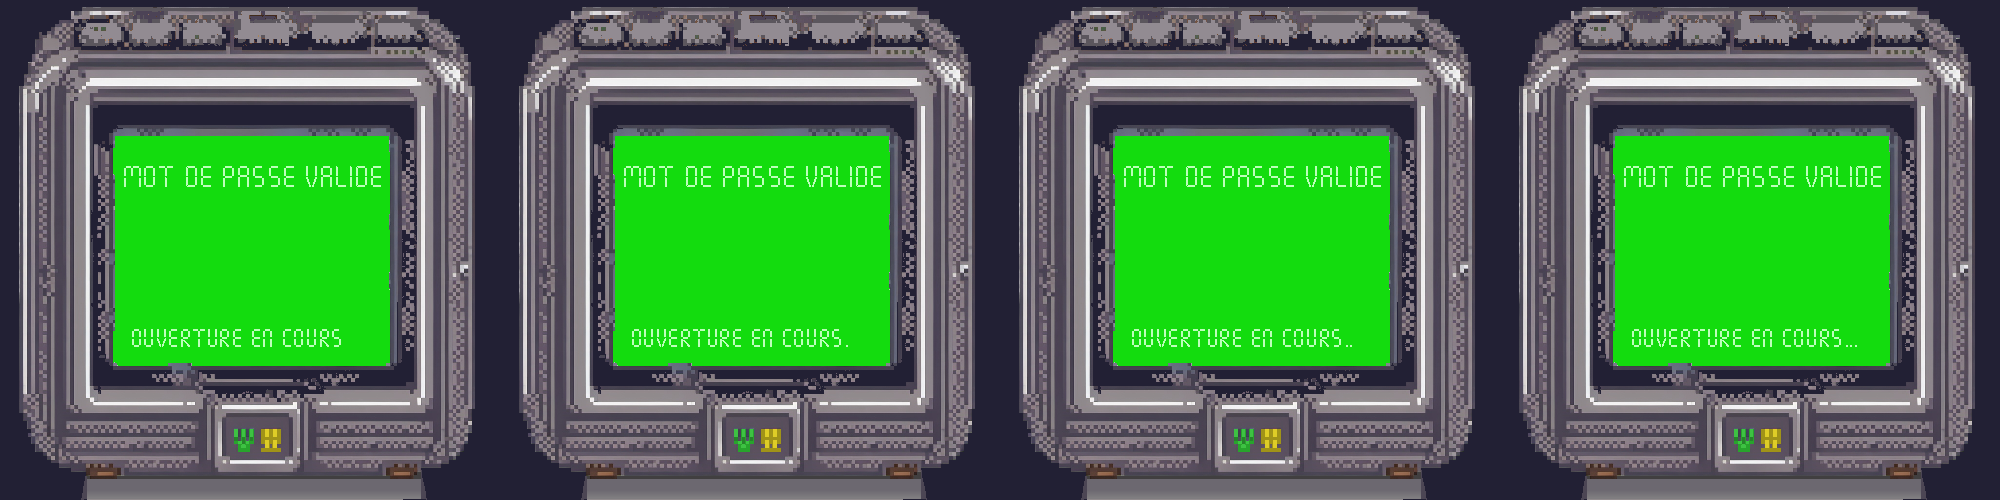 MOT DE PASSE VALIDE
OUVERTURE EN COURS
MOT DE PASSE VALIDE
OUVERTURE EN COURS.
MOT DE PASSE VALIDE
OUVERTURE EN COURS..
MOT DE PASSE VALIDE
OUVERTURE EN COURS...